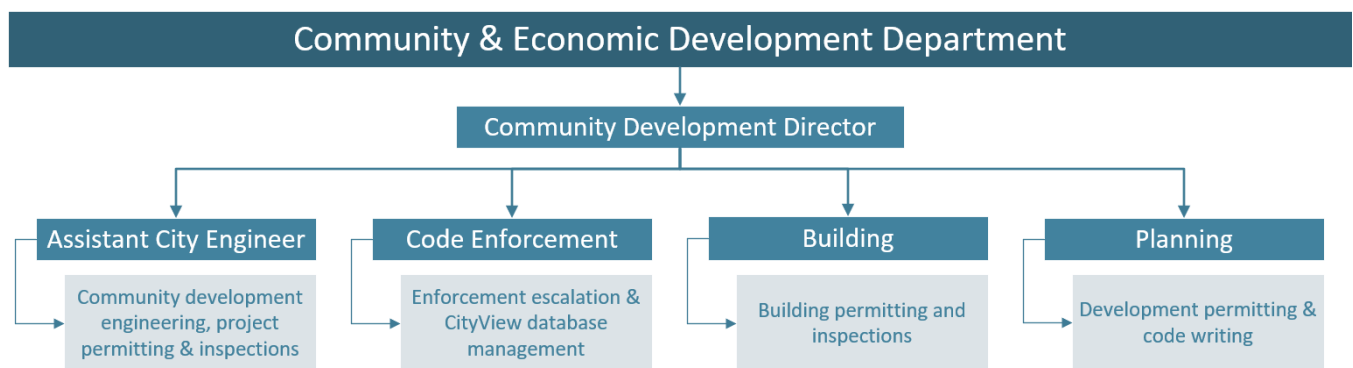 Community & Economic Development Department
Community Development Director
Assistant City Engineer
Code Enforcement
Building
Planning
Community development
engineering, project
permitting & inspections
Enforcement escalation &
CityView database
management
Building permitting and
inspections
Development permitting &
code writing